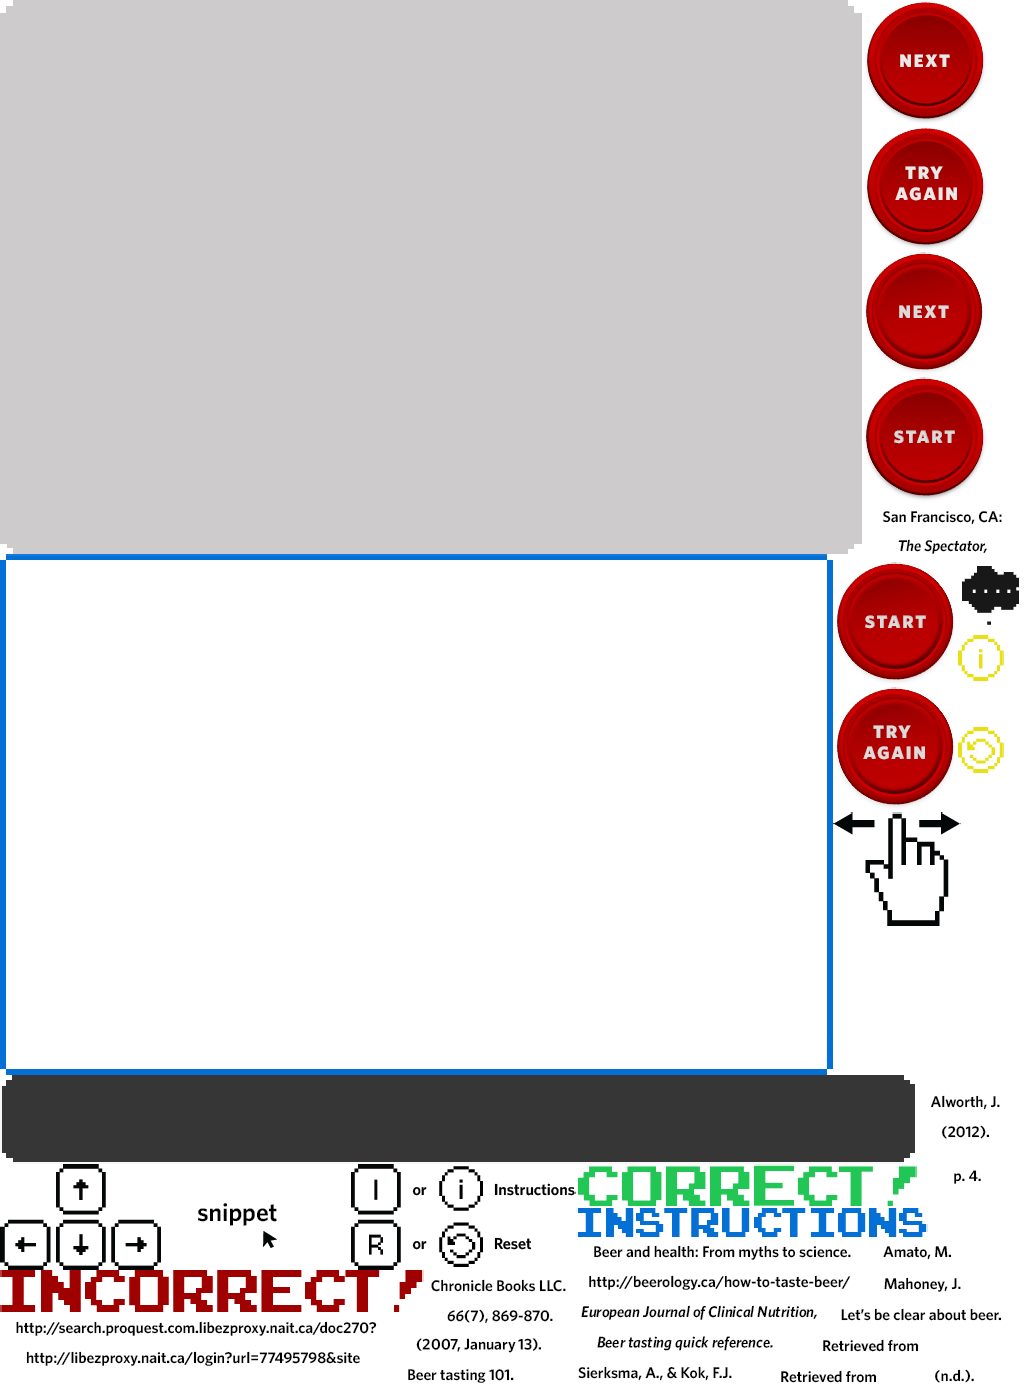 NEXT
TRY
AGAIN
NEXT
START
San Francisco, CA:
The Spectator,
START
i
TRY
AGAIN
Alworth, J.
(2012).
p. 4.
I or i Instructions
CORRECT!
snippet
INSTRUCTIONS
R or Reset
INCORRECT!
Beer and health: From myths to science.
Amato, M.
Chronicle Books LLC.
http://beerology.ca/how-to-taste-beer/
Mahoney, J.
66(7), 869-870.
European Journal of Clinical Nutrition,
Let's be clear about beer.
http://search.proquest.com.libezproxy.nait.ca/doc270?
(2007, January 13).
Beer tasting quick reference.
Retrieved from
http://libezproxy.nait.ca/login?url=77495798&site
Beer tasting 101.
Sierksma, A., & Kok, F.J.
Retrieved from
(n.d.).